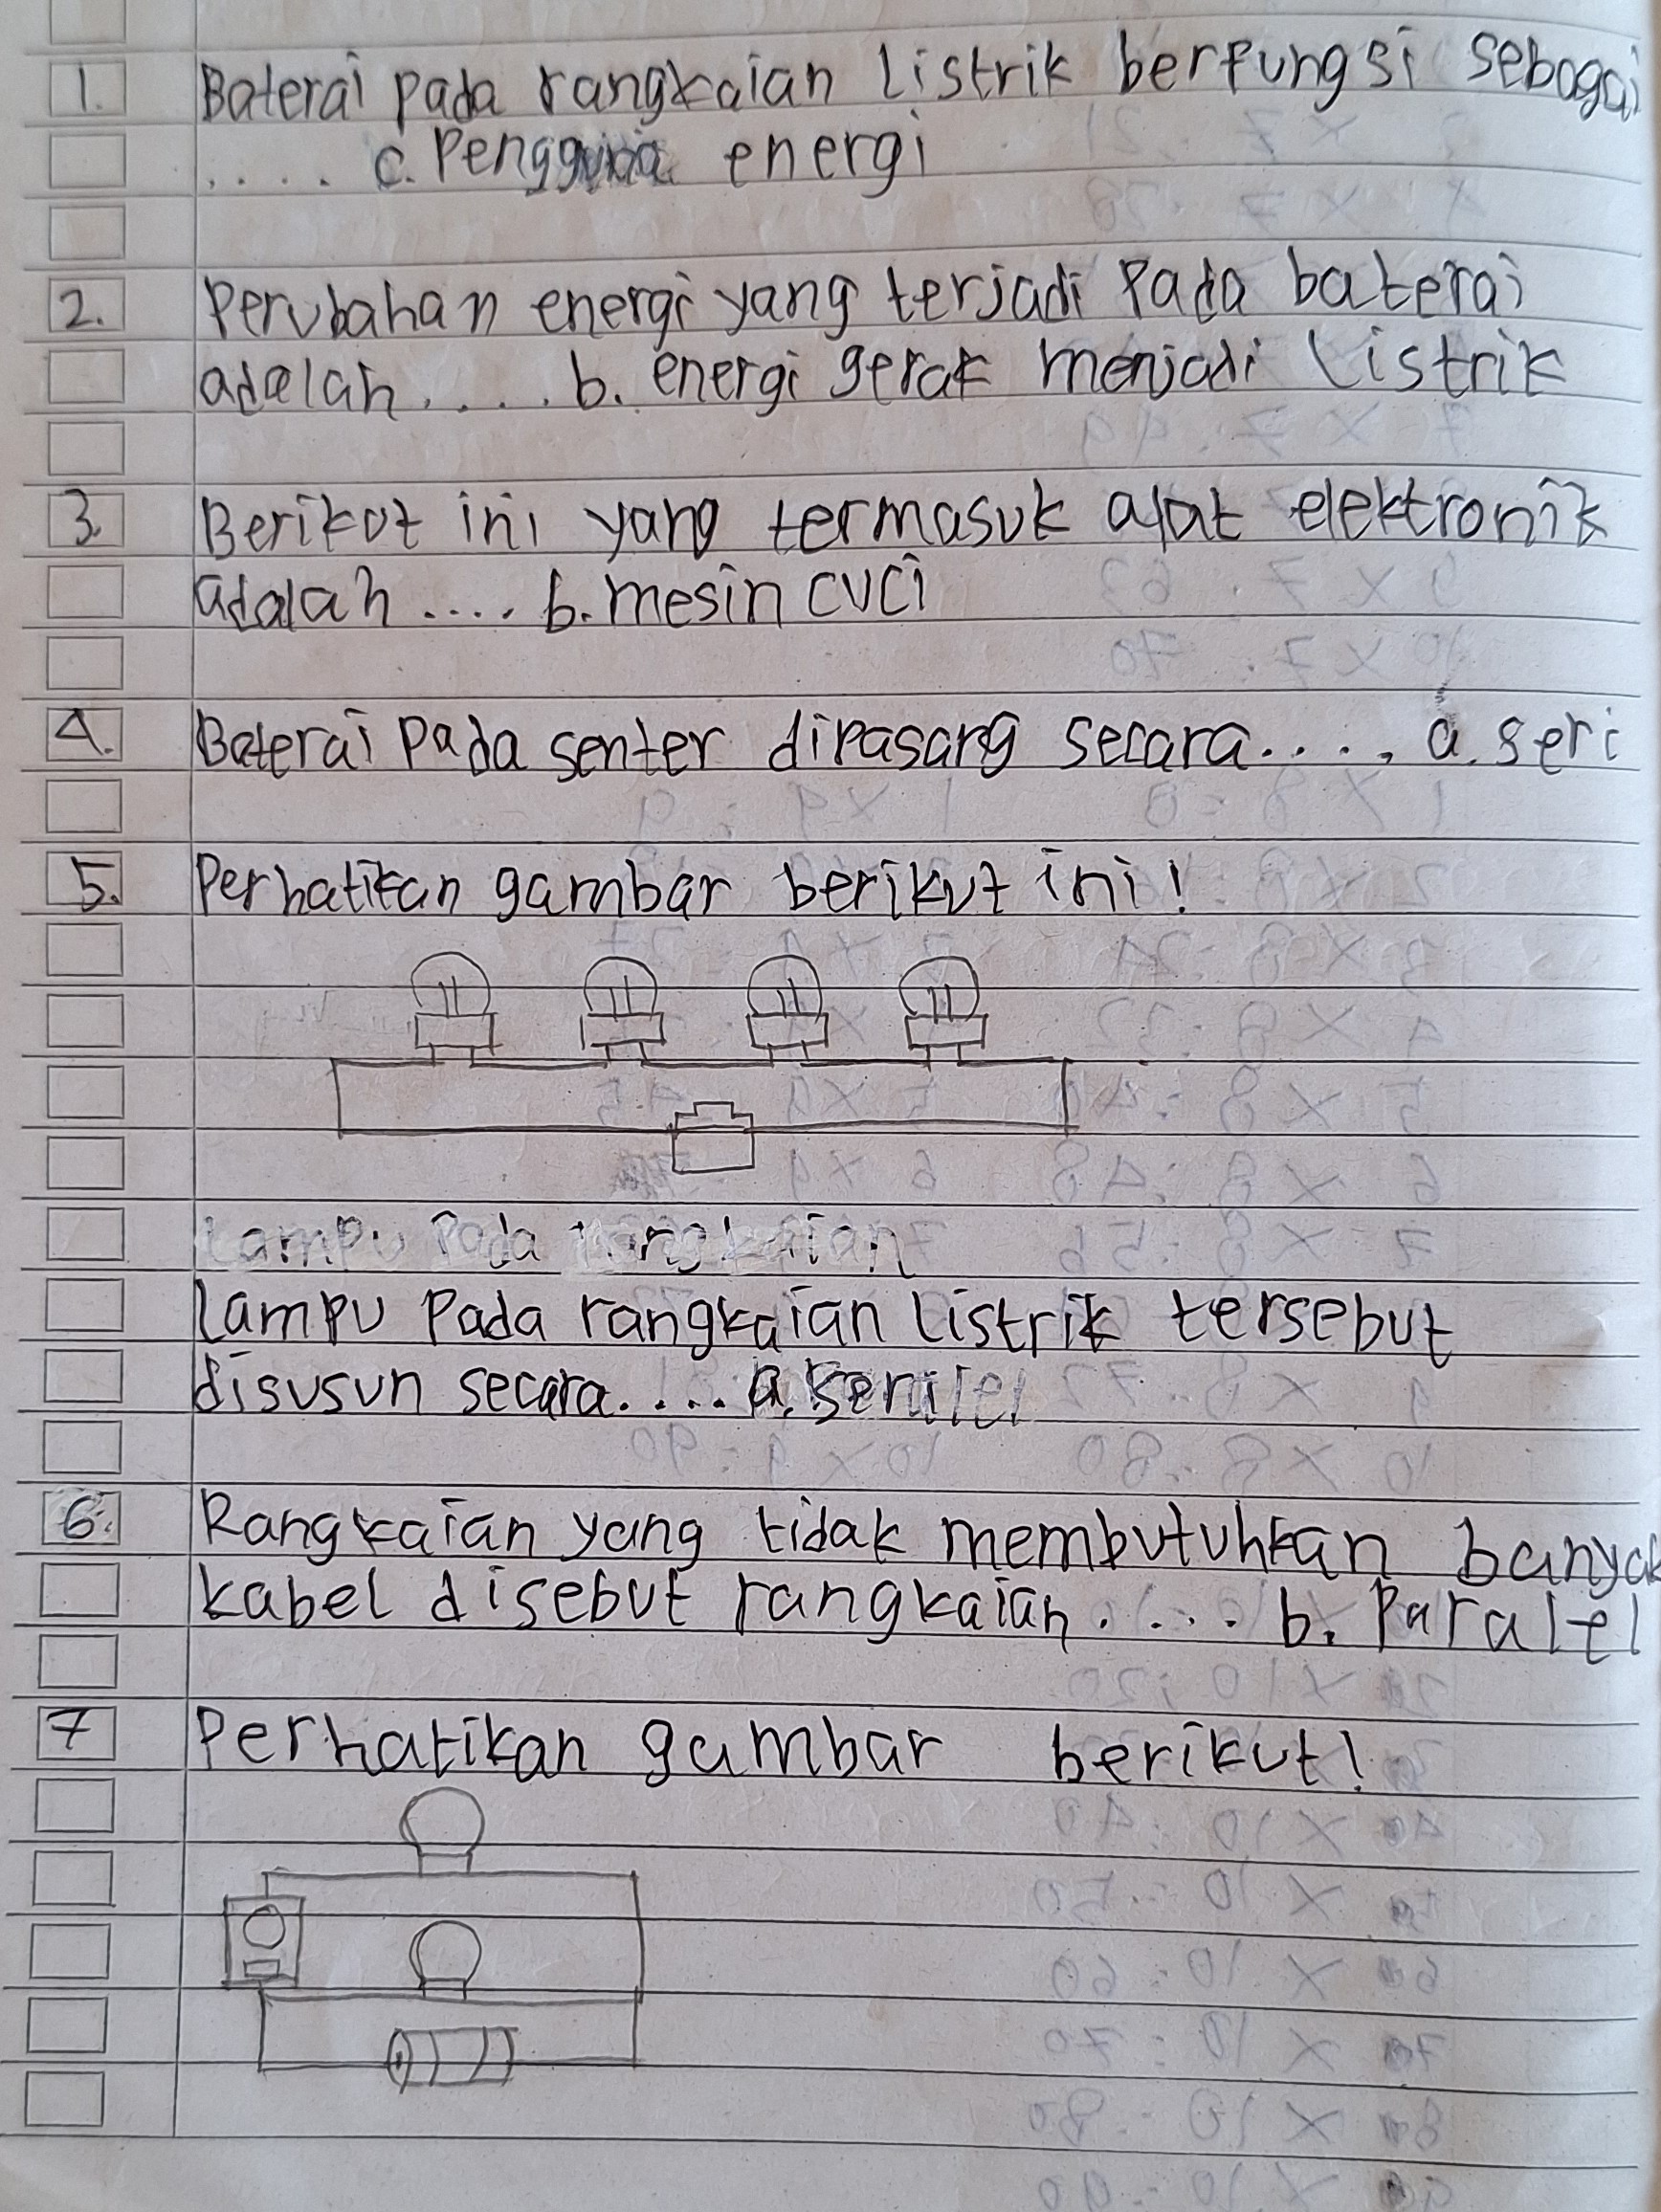 1. Baterai pada rangkaian listrik berfungsi sebagai
.... c. Pengguna energi
2. Perubahan energi yang terjadi pada baterai
adalah.... b. energi gerak menjadi listrik
3. Berikut ini yang termasuk alat elektronik
adalah.... b. mesin cuci
4. Baterai pada senter dipasang secara.... a. seri
5. Perhatikan gambar berikut ini!
Lampu pada rangkaian
Lampu pada rangkaian listrik tersebut
disusun secara.... a.
6. Rangkaian yang tidak membutuhkan banyak
kabel disebut rangkaian.... b. Paralel
7 Perhatikan gambar berikut!